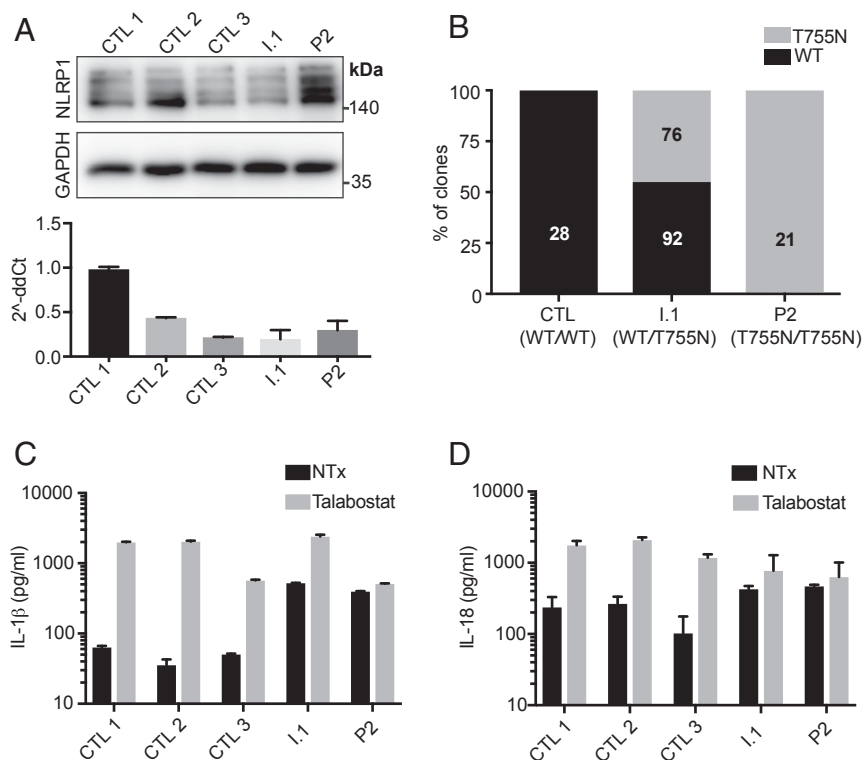 A
CTL 1
CTL 2
CTL 3
I.1
P2
kDa
NLRP1
140
GAPDH
35
2^-ddCt
1.5
1.0
0.5
0.0
CTL 1
CTL 2
CTL 3
I.1
P2
B
T755N
WT
% of clones
100
75
50
25
0
28
76
92
21
CTL
(WT/WT)
I.1
(WT/T755N)
P2
(T755N/T755N)
C
NTx
Talabostat
IL-1β (pg/ml)
10000
1000
100
10
CTL 1
CTL 2
CTL 3
I.1
P2
D
NTx
Talabostat
IL-18 (pg/ml)
10000
1000
100
10
CTL 1
CTL 2
CTL 3
I.1
P2